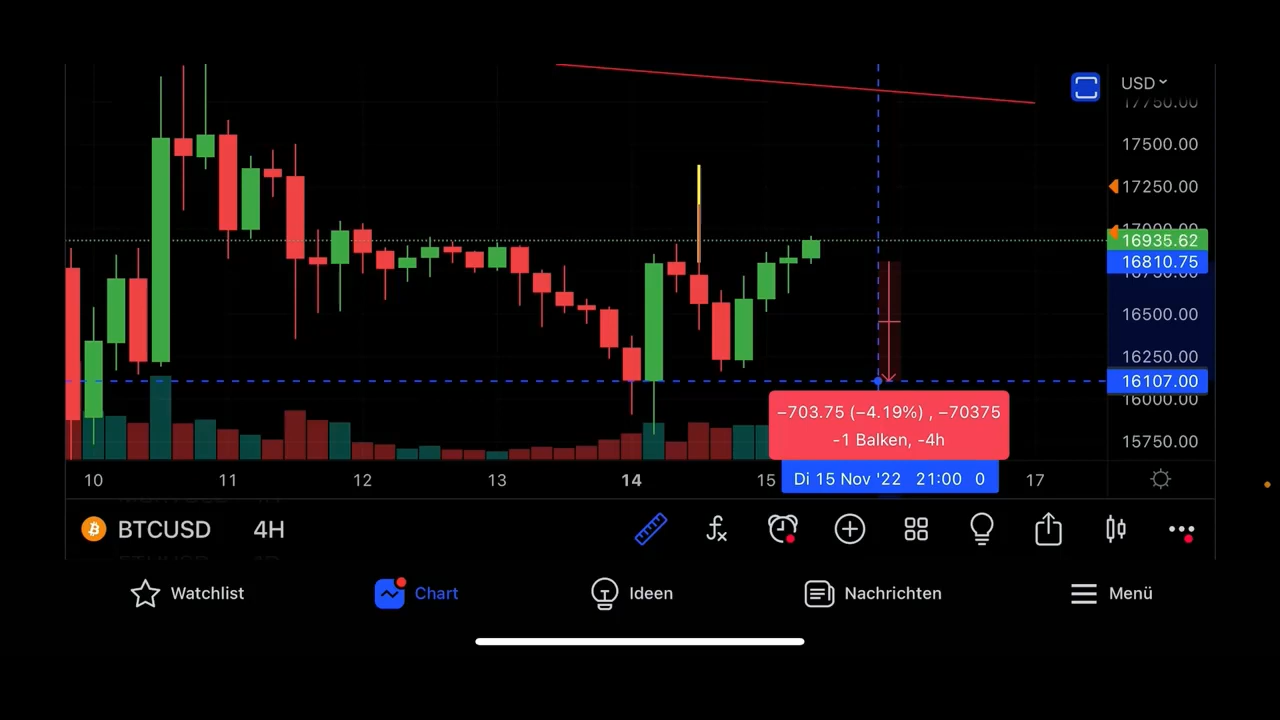 USD
17750.00
17500.00
17250.00
17000.00
16935.62
16810.75
16750.00
16500.00
16250.00
16107.00
16000.00
15750.00
−703.75 (−4.19%) , −70375
-1 Balken, -4h
10 11 12 13 14 15 Di 15 Nov '22 21:00 0 17
BTCUSD 4H
Watchlist Chart Ideen Nachrichten Menü